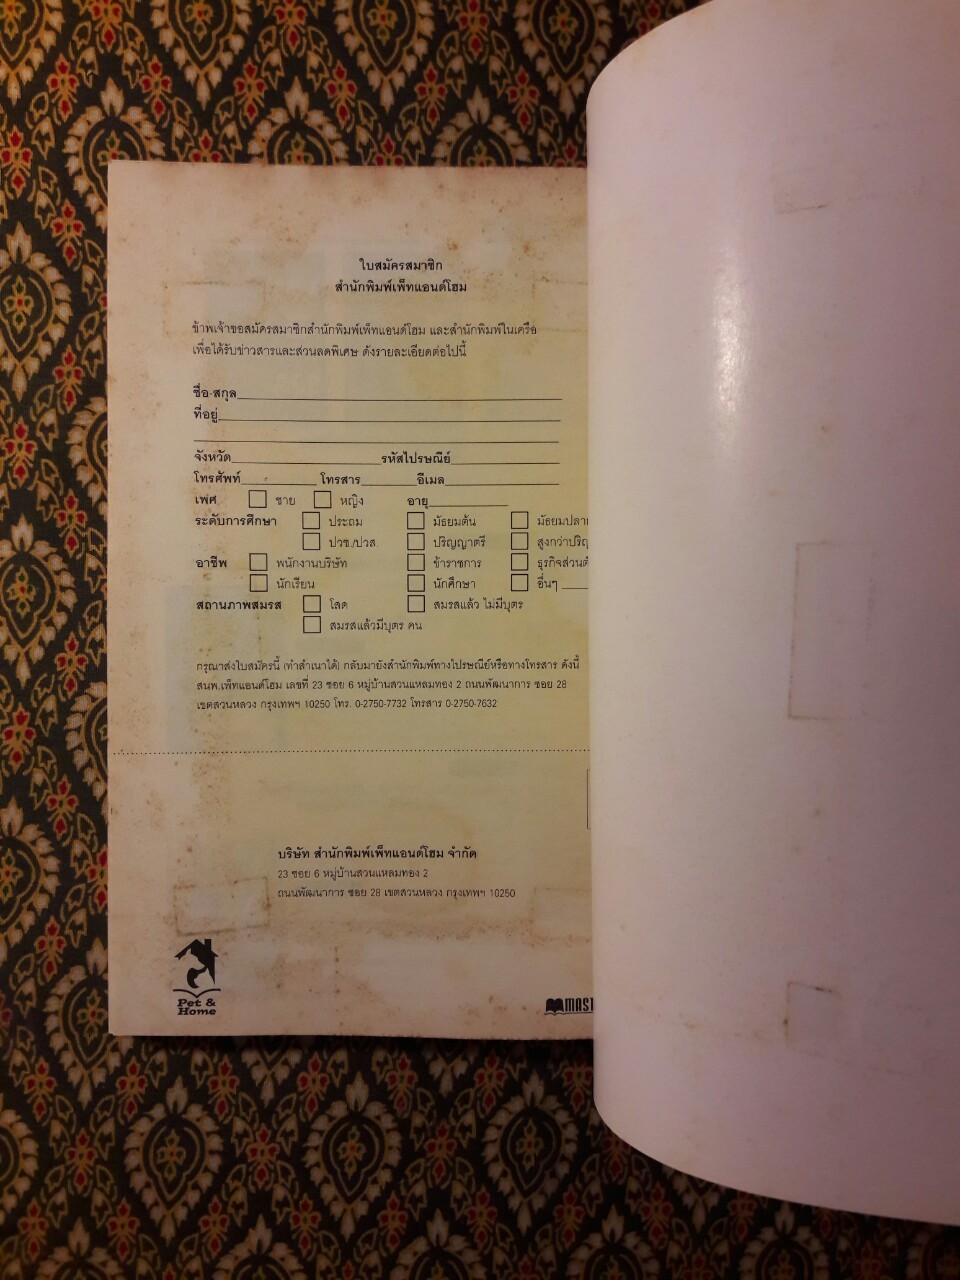 ใบสมัครสมาชิก
สำนักพิมพ์เพ็ทแอนด์โฮม
ข้าพเจ้าขอสมัครสมาชิกสำนักพิมพ์เพ็ทแอนด์โฮม และสำนักพิมพ์ในเครือ
เพื่อได้รับข่าวสารและส่วนลดพิเศษ ดังรายละเอียดต่อไปนี้
ชื่อ-สกุล
ที่อยู่
จังหวัด รหัสไปรษณีย์
โทรศัพท์ โทรสาร อีเมล
เพศ ชาย หญิง อายุ
ระดับการศึกษา ประถม มัธยมต้น มัธยมปลาย
ปวช./ปวส. ปริญญาตรี สูงกว่าปริญ
อาชีพ พนักงานบริษัท ข้าราชการ ธุรกิจส่วนตั
นักเรียน นักศึกษา อื่นๆ
สถานภาพสมรส โสด สมรสแล้ว ไม่มีบุตร
สมรสแล้วมีบุตร คน
กรุณาส่งใบสมัครนี้ (ทำสำเนาได้) กลับมายังสำนักพิมพ์ทางไปรษณีย์หรือทางโทรสาร ดังนี้
สนพ.เพ็ทแอนด์โฮม เลขที่ 23 ซอย 6 หมู่บ้านสวนแหลมทอง 2 ถนนพัฒนาการ ซอย 28
เขตสวนหลวง กรุงเทพฯ 10250 โทร. 0-2750-7732 โทรสาร 0-2750-7632
บริษัท สำนักพิมพ์เพ็ทแอนด์โฮม จำกัด
23 ซอย 6 หมู่บ้านสวนแหลมทอง 2
ถนนพัฒนาการ ซอย 28 เขตสวนหลวง กรุงเทพฯ 10250
Pet &
Home
MAST